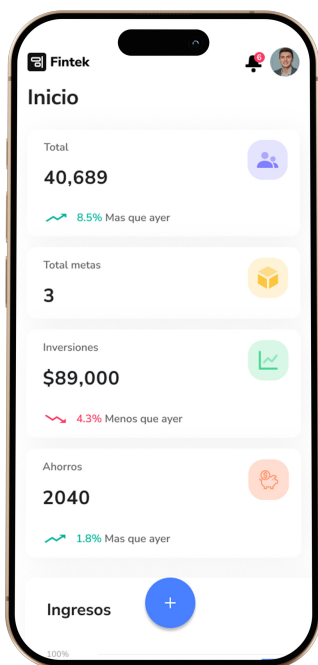 Fintek
6
Inicio
Total
40,689
8.5% Mas que ayer
Total metas
3
Inversiones
$89,000
4.3% Menos que ayer
Ahorros
2040
1.8% Mas que ayer
Ingresos
+
100%